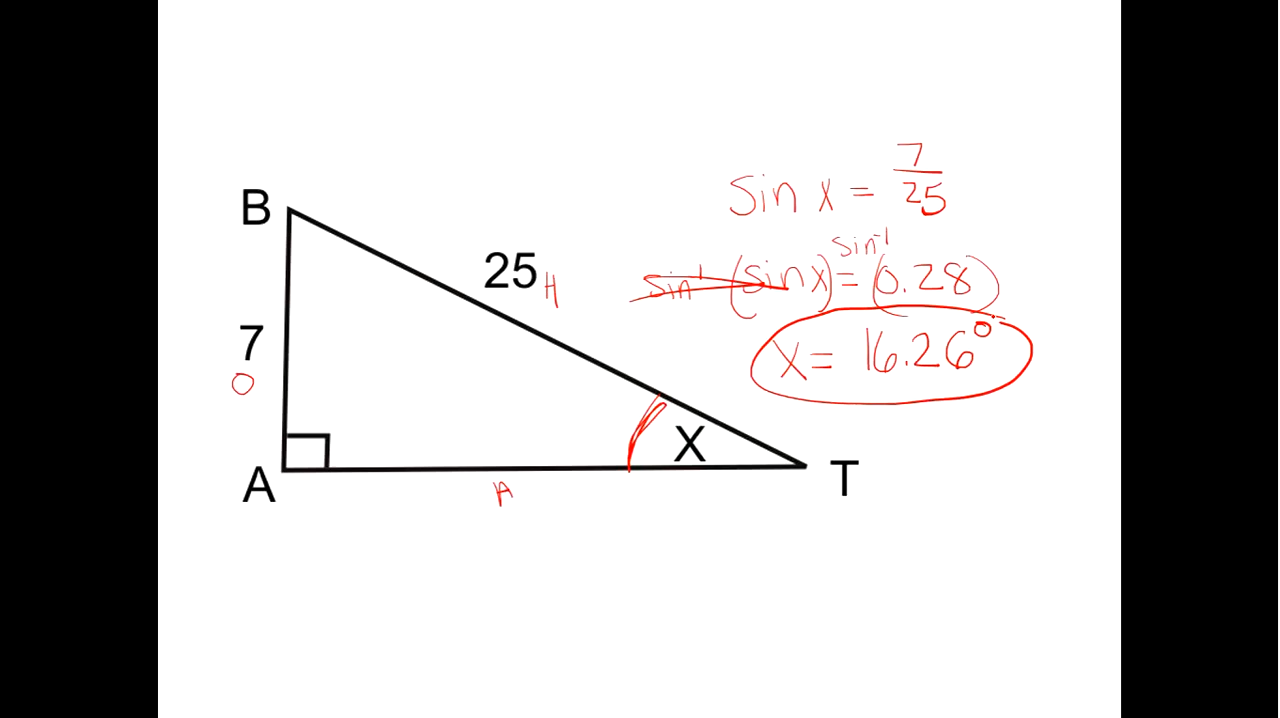 sin x = 7/25
B
25 H
sin⁻¹ (sin x) = sin⁻¹ (0.28)
7
O
x = 16.26°
X
A
T
A